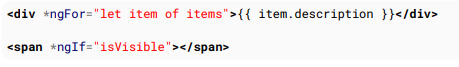 <div *ngFor="let item of items">{{ item.description }}</div>
<span *ngIf="isVisible"></span>